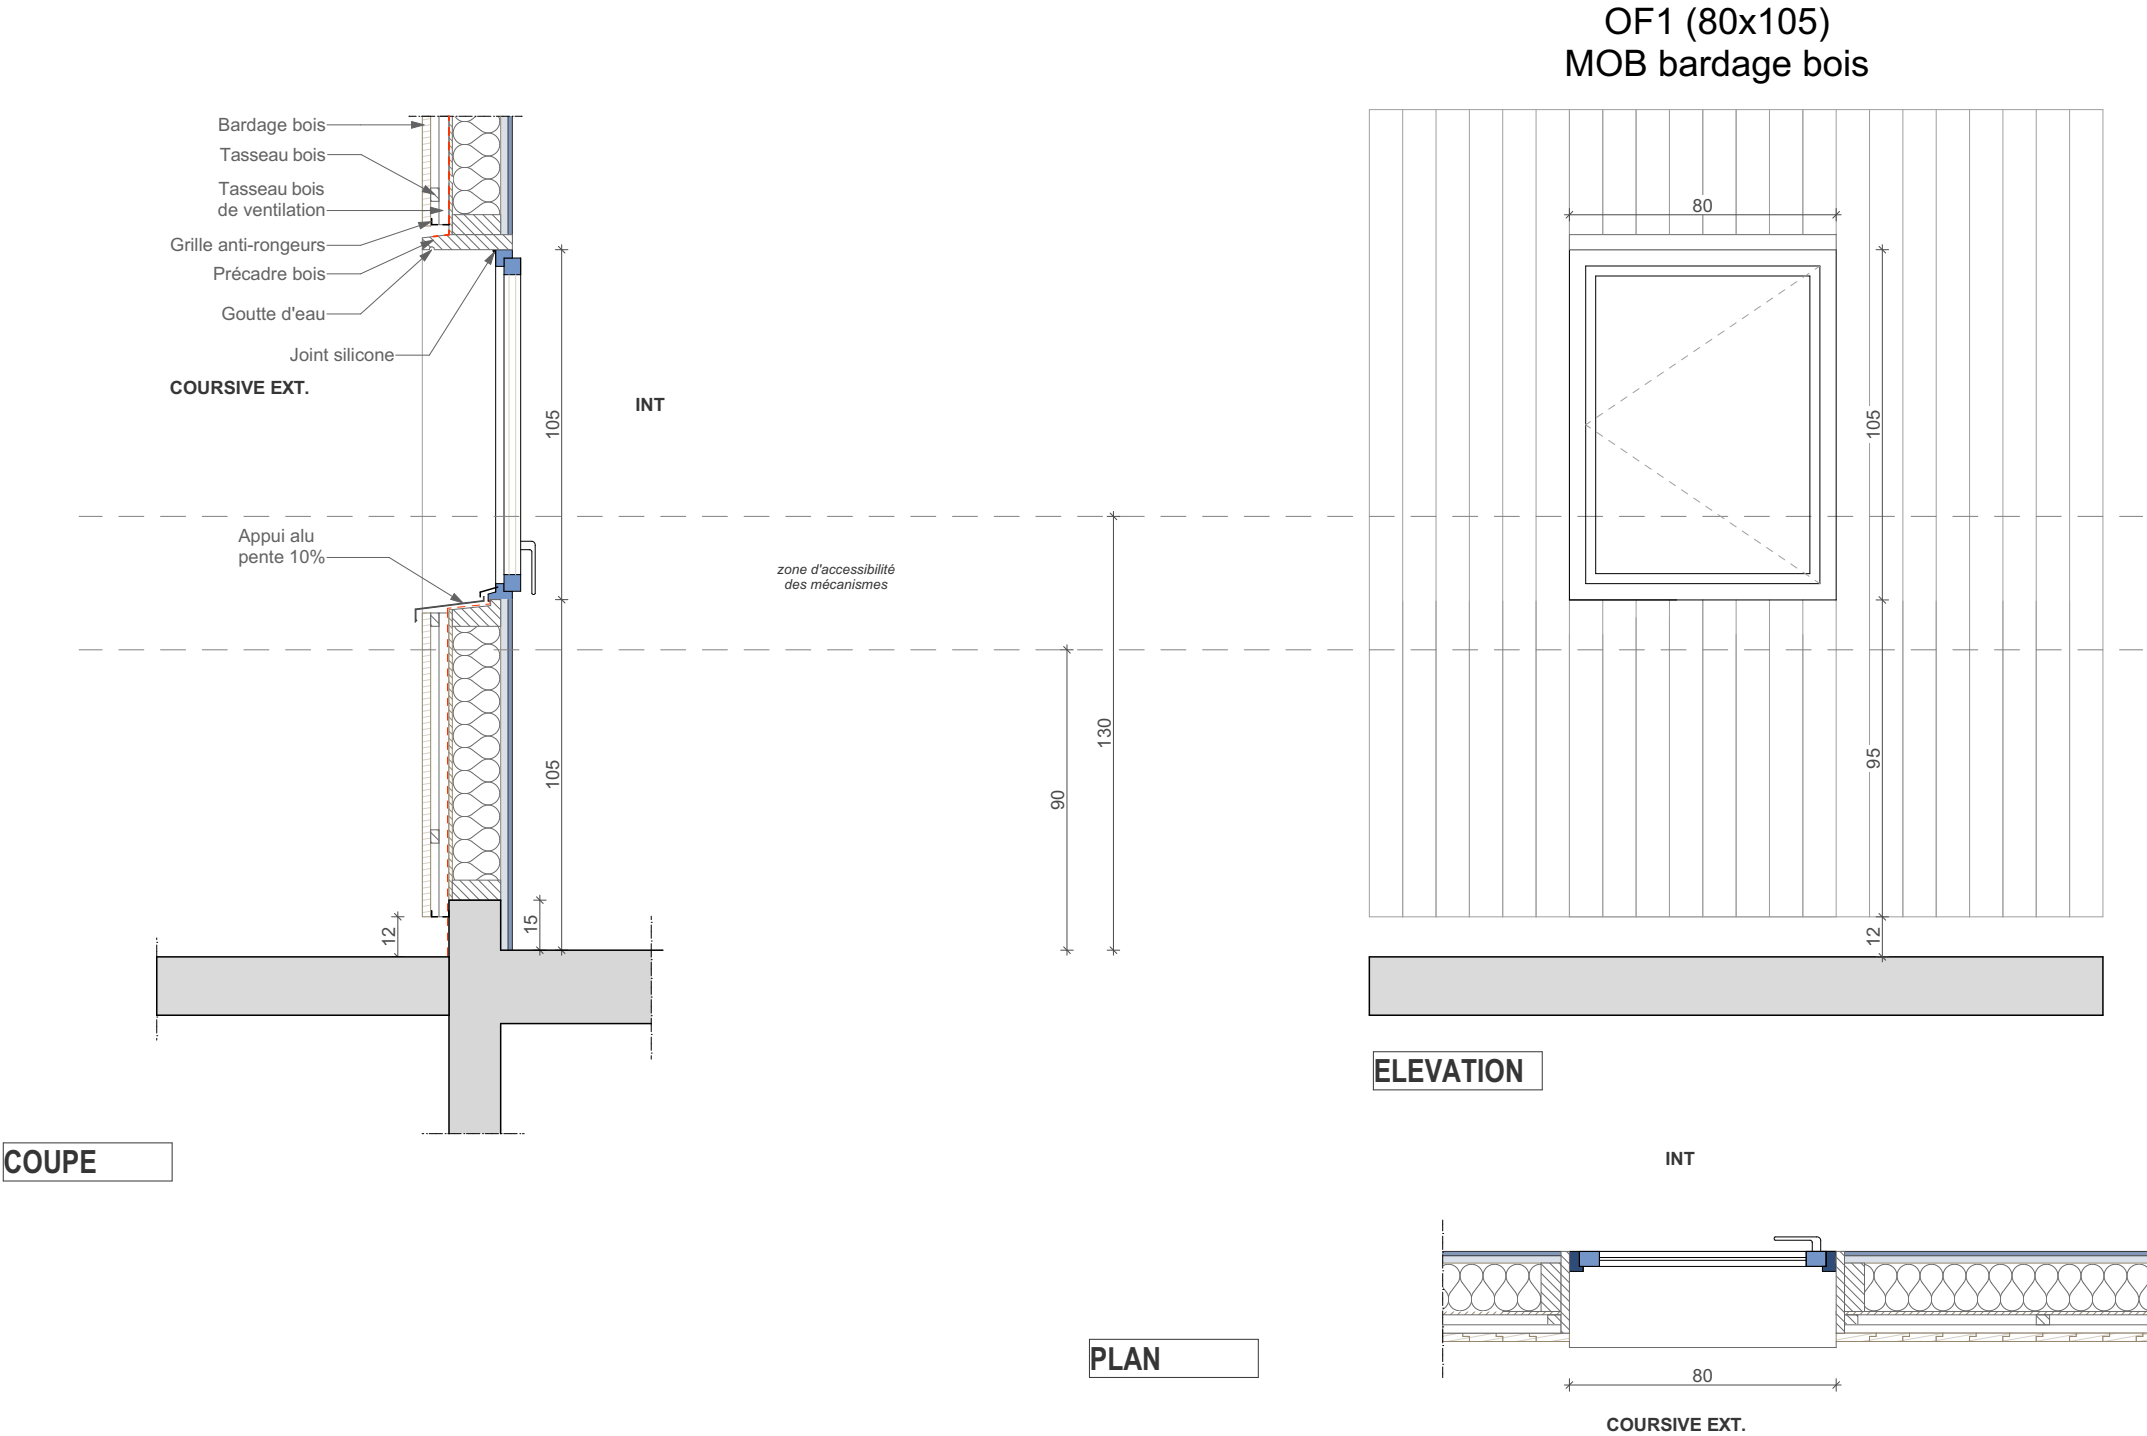 OF1 (80x105)
MOB bardage bois
Bardage bois
Tasseau bois
Tasseau bois
de ventilation
Grille anti-rongeurs
Précadre bois
Goutte d'eau
Joint silicone
COURSIVE EXT.
INT
105
Appui alu
pente 10%
zone d'accessibilité
des mécanismes
105
15
12
90
130
COUPE
80
105
95
12
ELEVATION
INT
PLAN
80
COURSIVE EXT.